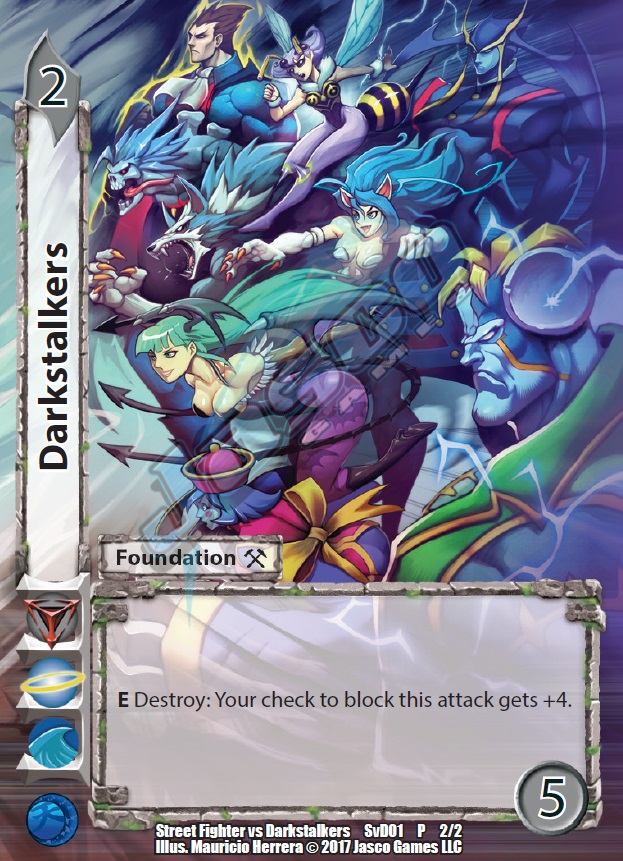 2
Darkstalkers
Foundation
E Destroy: Your check to block this attack gets +4.
5
Street Fighter vs Darkstalkers SvD01 P 2/2
Illus. Mauricio Herrera © 2017 Jasco Games LLC